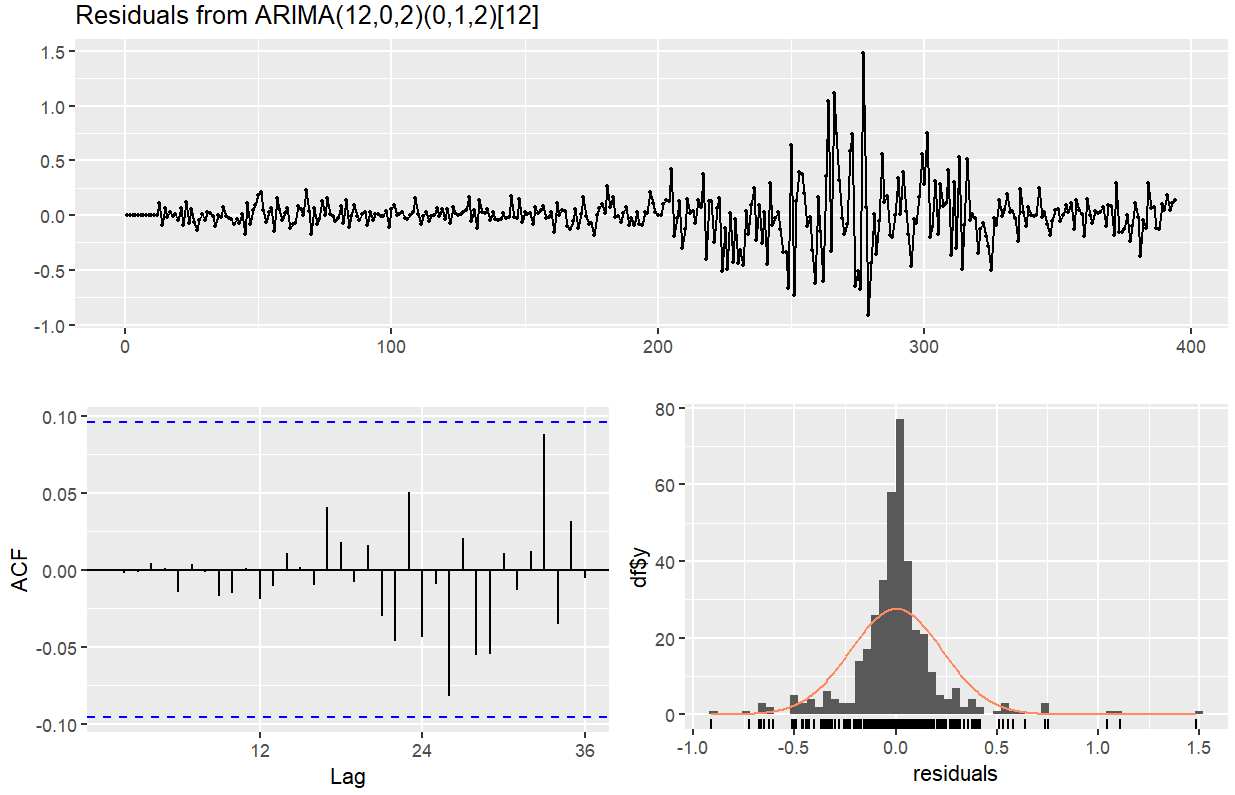 Residuals from ARIMA(12,0,2)(0,1,2)[12]
1.5
1.0
0.5
0.0
-0.5
-1.0
0 100 200 300 400
0.10
0.05
0.00
-0.05
-0.10
ACF
12 24 36
Lag
80
60
40
20
0
df$y
-1.0 -0.5 0.0 0.5 1.0 1.5
residuals